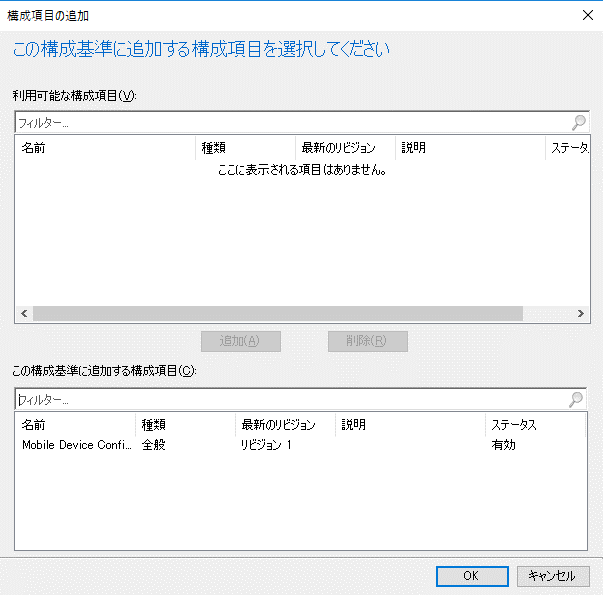 構成項目の追加
この構成基準に追加する構成項目を選択してください
利用可能な構成項目(V):
フィルター...
名前 種類 最新のリビジョン 説明 ステータ
ここに表示される項目はありません。
追加(A) 削除(R)
この構成基準に追加する構成項目(C):
フィルター...
名前 種類 最新のリビジョン 説明 ステータス
Mobile Device Confi... 全般 リビジョン 1 有効
OK キャンセル